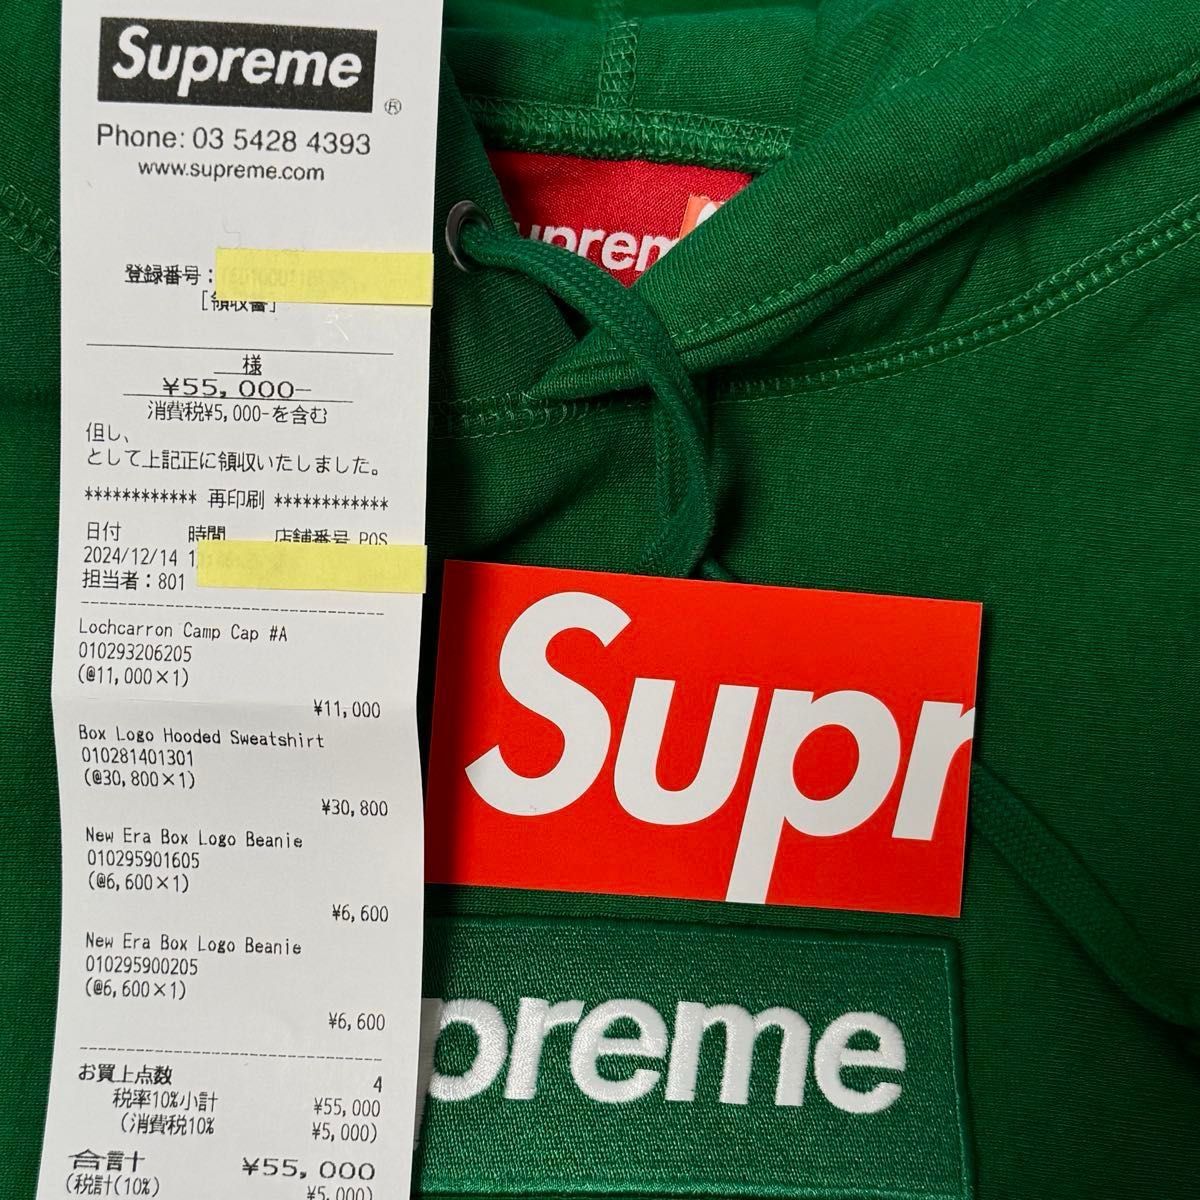 Supreme
®
Phone: 03 5428 4393
www.supreme.com
登録番号:
[領収書]
様
¥55,000-
消費税¥5,000-を含む
但し、
として上記正に領収いたしました。
************ 再印刷 ************
日付 時間 店舗番号 POS
2024/12/14 1
担当者:801
Lochcarron Camp Cap #A
010293206205
(@11,000×1)
¥11,000
Box Logo Hooded Sweatshirt
010281401301
(@30,800×1)
¥30,800
New Era Box Logo Beanie
010295901605
(@6,600×1)
¥6,600
New Era Box Logo Beanie
010295900205
(@6,600×1)
¥6,600
お買上点数 4
税率10%小計 ¥55,000
(消費税10% ¥5,000)
合計 ¥55,000
(税計(10%) ¥5,000)
uprem
Supr
preme